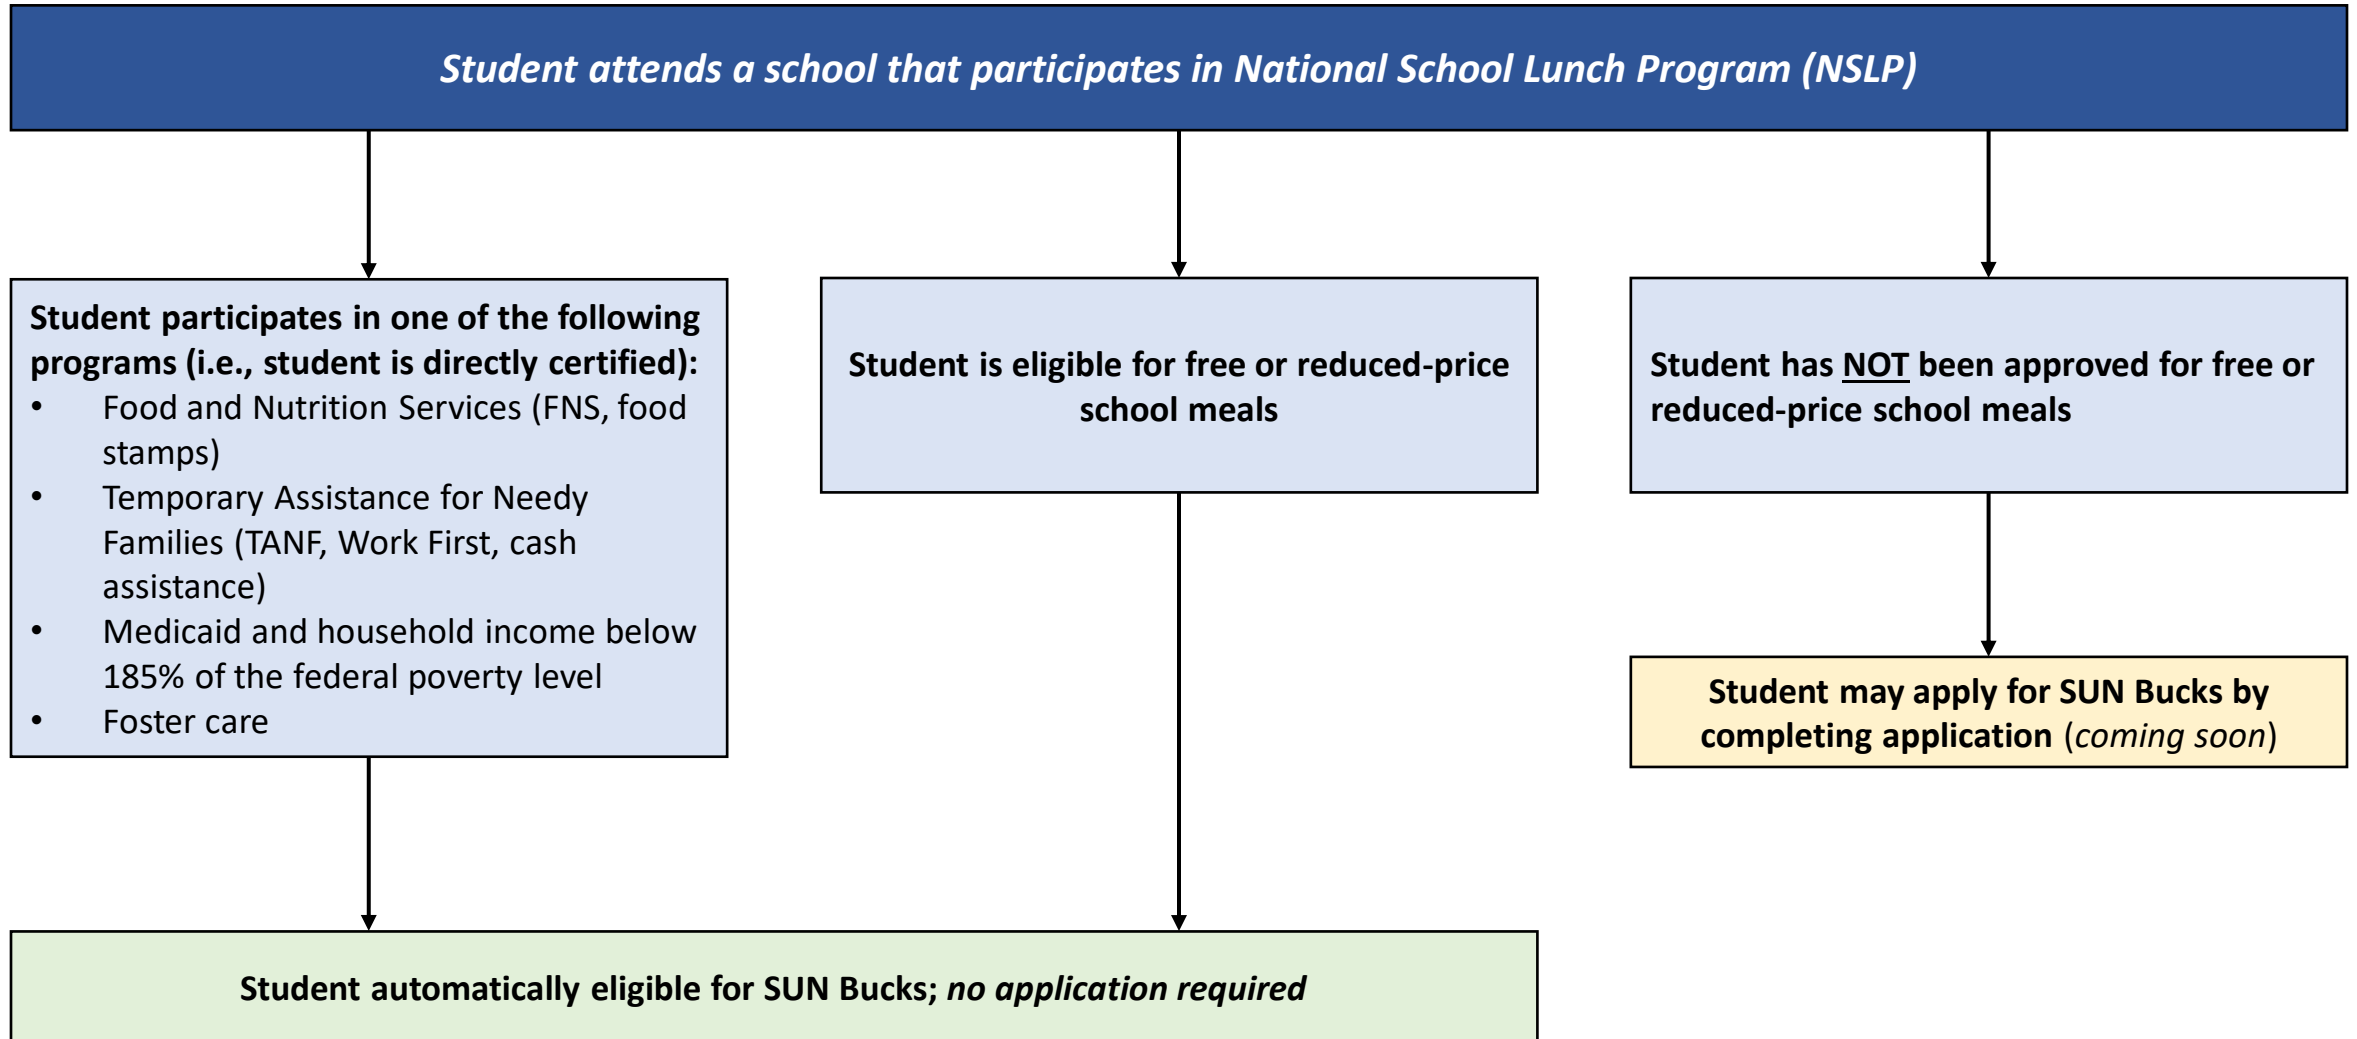 Student attends a school that participates in National School Lunch Program (NSLP)
Student participates in one of the following
programs (i.e., student is directly certified):
• Food and Nutrition Services (FNS, food
stamps)
• Temporary Assistance for Needy
Families (TANF, Work First, cash
assistance)
• Medicaid and household income below
185% of the federal poverty level
• Foster care
Student is eligible for free or reduced-price
school meals
Student has NOT been approved for free or
reduced-price school meals
Student may apply for SUN Bucks by
completing application (coming soon)
Student automatically eligible for SUN Bucks; no application required